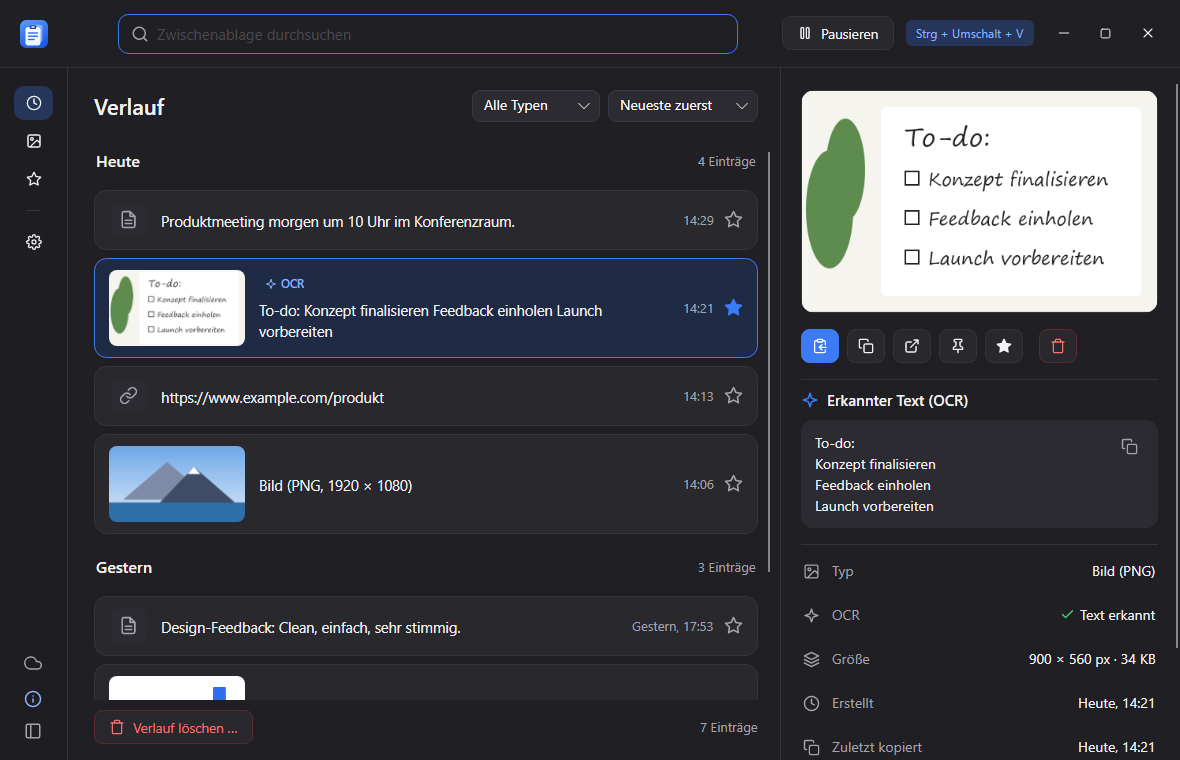 Zwischenablage durchsuchen
Pausieren
Strg + Umschalt + V
Verlauf
Alle Typen
Neueste zuerst
Heute
4 Einträge
Produktmeeting morgen um 10 Uhr im Konferenzraum.
14:29
To-do:
Konzept finalisieren
Feedback einholen
Launch vorbereiten
OCR
To-do: Konzept finalisieren Feedback einholen Launch
vorbereiten
14:21
https://www.example.com/produkt
14:13
Bild (PNG, 1920 × 1080)
14:06
Gestern
3 Einträge
Design-Feedback: Clean, einfach, sehr stimmig.
Gestern, 17:53
Verlauf löschen ...
7 Einträge
To-do:
Konzept finalisieren
Feedback einholen
Launch vorbereiten
Erkannter Text (OCR)
To-do:
Konzept finalisieren
Feedback einholen
Launch vorbereiten
Typ
Bild (PNG)
OCR
Text erkannt
Größe
900 × 560 px · 34 KB
Erstellt
Heute, 14:21
Zuletzt kopiert
Heute, 14:21